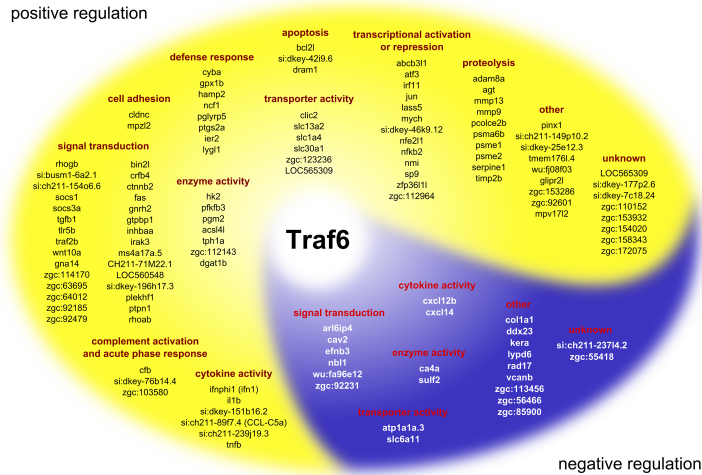 positive regulation
apoptosis
bcl2l
si:dkey-42i9.6
dram1
transcriptional activation
or repression
abcb3l1
atf3
irf11
jun
lass5
mych
si:dkey-46k9.12
nfe2l1
nfkb2
nmi
sp9
zfp36l1l
zgc:112964
defense response
cyba
gpx1b
hamp2
ncf1
pglyrp5
ptgs2a
ier2
lygl1
proteolysis
adam8a
agt
mmp13
mmp9
pcolce2b
psma6b
psme1
psme2
serpine1
timp2b
cell adhesion
cldnc
mpzl2
transporter activity
clic2
slc13a2
slc1a4
slc30a1
zgc:123236
LOC565309
other
pinx1
si:ch211-149p10.2
si:dkey-25e12.3
tmem176l.4
wu:fj08f03
glipr2l
zgc:153286
zgc:92601
mpv17l2
signal transduction
rhogb
si:busm1-6a2.1
si:ch211-154o6.6
socs1
socs3a
tgfb1
tlr5b
traf2b
wnt10a
gna14
zgc:114170
zgc:63695
zgc:64012
zgc:92185
zgc:92479
bin2l
crfb4
ctnnb2
fas
gnrh2
gtpbp1
inhbaa
irak3
ms4a17a.5
CH211-71M22.1
LOC560548
si:dkey-196h17.3
plekhf1
ptpn1
rhoab
enzyme activity
hk2
pfkfb3
pgm2
acsl4l
tph1a
zgc:112143
dgat1b
unknown
LOC565309
si:dkey-177p2.6
si:dkey-7c18.24
zgc:110152
zgc:153932
zgc:154020
zgc:158343
zgc:172075
Traf6
complement activation
and acute phase response
cfb
si:dkey-76b14.4
zgc:103580
cytokine activity
ifnphi1 (ifn1)
il1b
si:dkey-151b16.2
si:ch211-89f7.4 (CCL-C5a)
si:ch211-239j19.3
tnfb
signal transduction
arl6ip4
cav2
efnb3
nbl1
wu:fa96e12
zgc:92231
cytokine activity
cxcl12b
cxcl14
enzyme activity
ca4a
sulf2
transporter activity
atp1a1a.3
slc6a11
other
col1a1
ddx23
kera
lypd6
rad17
vcanb
zgc:113456
zgc:56466
zgc:85900
unknown
si:ch211-237l4.2
zgc:55418
negative regulation